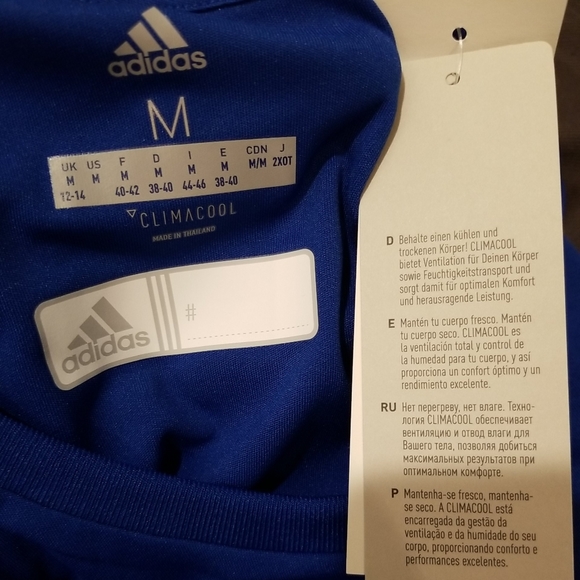 adidas
M
UK US F D I E CDN J
M M M M M M M/M 2XOT
12-14 40-42 38-40 44-46 38-40
CLIMACOOL
MADE IN THAILAND
adidas #
D Behalte einen kühlen und
trockenen Körper! CLIMACOOL
bietet Ventilation für Deinen Körper
sowie Feuchtigkeitstransport und
sorgt damit für optimalen Komfort
und herausragende Leistung.
E Mantén tu cuerpo fresco. Mantén
tu cuerpo seco. A CLIMACOOL es
la ventilación total y control de
la humedad para tu cuerpo, y así
proporciona un confort óptimo y un
rendimiento excelente.
RU Нет перегреву, нет влаге. Техно-
логия CLIMACOOL обеспечивает
вентиляцию и отвод влаги для
Вашего тела, позволяя добиться
максимальных результатов при
оптимальном комфорте.
P Mantenha-se fresco, mantenha-
se seco. A CLIMACOOL está
encarregada da gestão da
ventilação e da humidade do seu
corpo, proporcionando conforto e
performances excelentes.